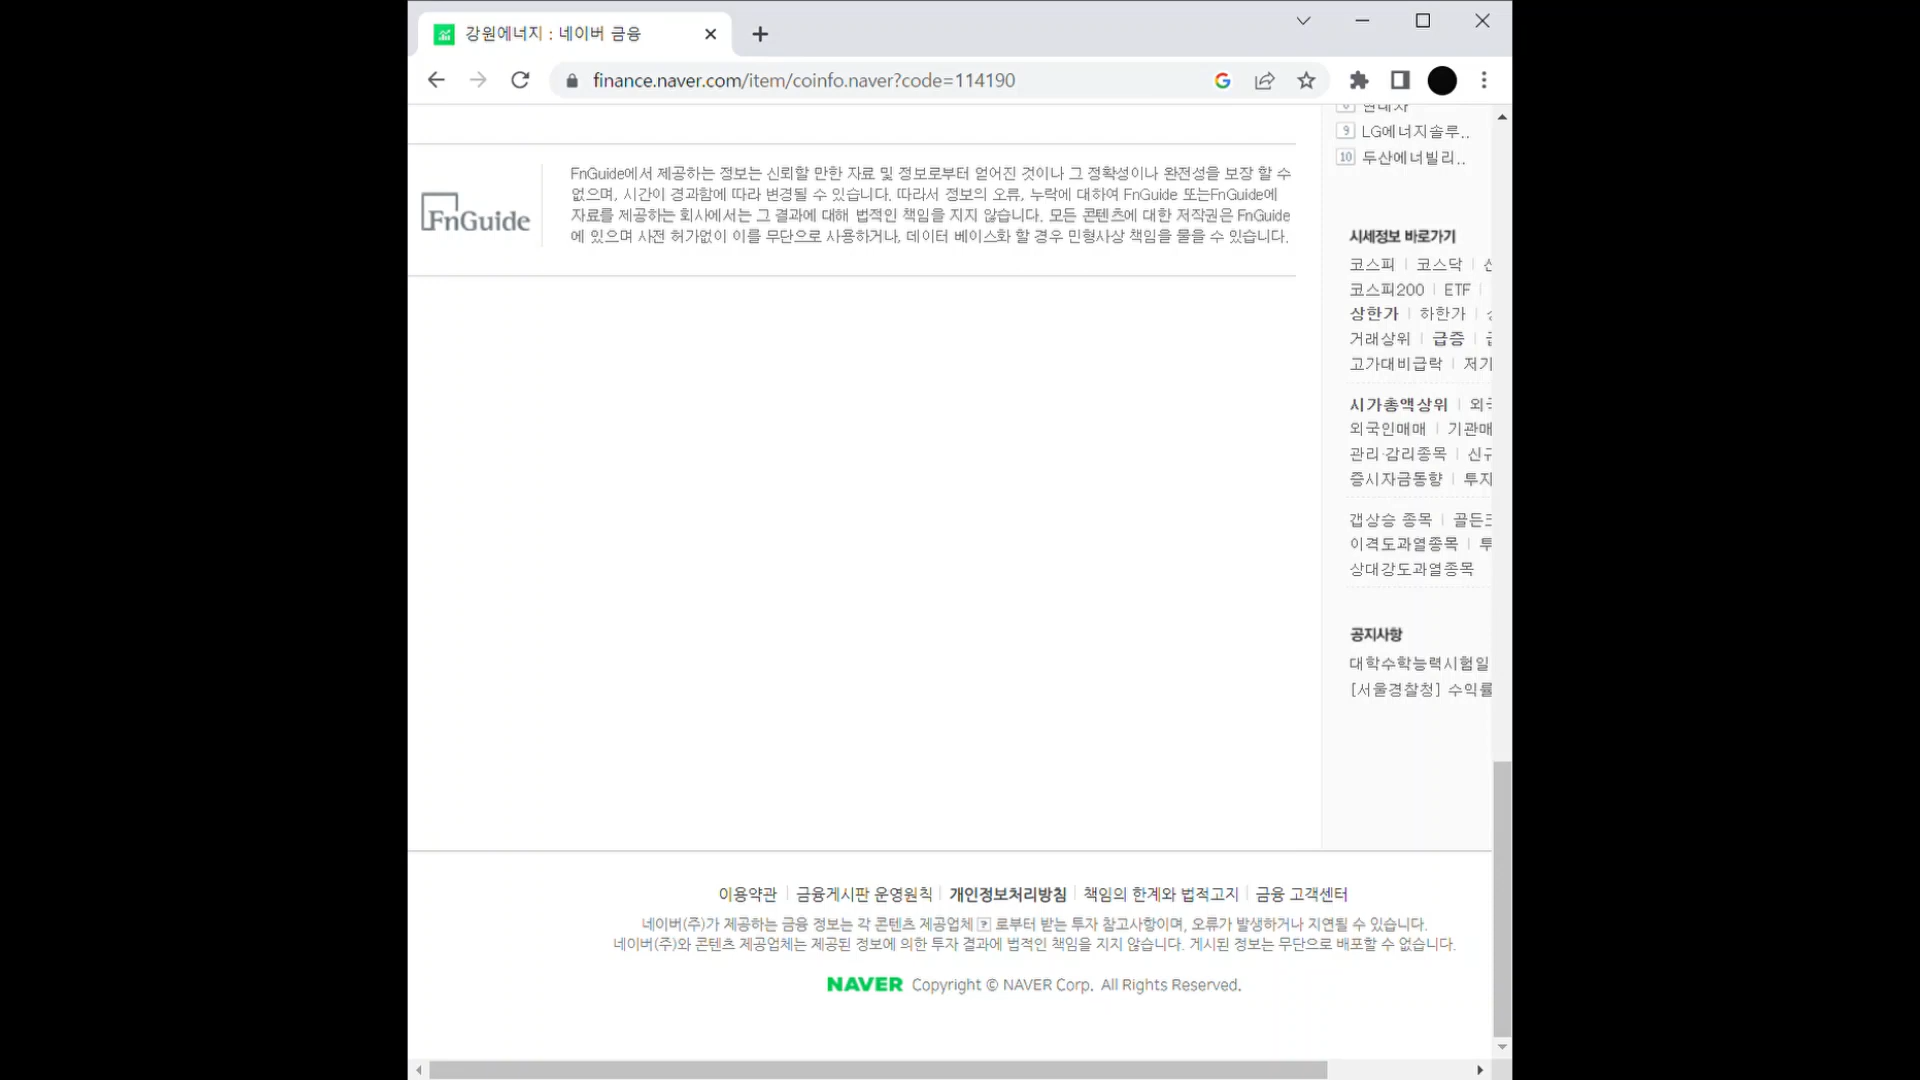 강원에너지 : 네이버 금융
finance.naver.com/item/coinfo.naver?code=114190
9 LG에너지솔루..
10 두산에너빌리..
FnGuide
FnGuide에서 제공하는 정보는 신뢰할 만한 자료 및 정보로부터 얻어진 것이나 그 정확성이나 완전성을 보장 할 수
없으며, 시간이 경과함에 따라 변경될 수 있습니다. 따라서 정보의 오류, 누락에 대하여 FnGuide 또는FnGuide에
자료를 제공하는 회사에서는 그 결과에 대해 법적인 책임을 지지 않습니다. 모든 콘텐츠에 대한 저작권은 FnGuide
에 있으며 사전 허가없이 이를 무단으로 사용하거나, 데이터 베이스화 할 경우 민형사상 책임을 물을 수 있습니다.
시세정보 바로가기
코스피 | 코스닥 |
코스피200 | ETF |
상한가 | 하한가 |
거래상위 | 급증 |
고가대비급락 | 저가
시가총액상위 | 외국
외국인매매 | 기관매
관리·감리종목 | 신규
증시자금동향 | 투자
갭상승 종목 | 골든크
이격도과열종목 | 투
상대강도과열종목
공지사항
대학수학능력시험일
[서울경찰청] 수익률
이용약관 | 금융게시판 운영원칙 | 개인정보처리방침 | 책임의 한계와 법적고지 | 금융 고객센터
네이버(주)가 제공하는 금융 정보는 각 콘텐츠 제공업체 ? 로부터 받는 투자 참고사항이며, 오류가 발생하거나 지연될 수 있습니다.
네이버(주)와 콘텐츠 제공업체는 제공된 정보에 의한 투자 결과에 법적인 책임을 지지 않습니다. 게시된 정보는 무단으로 배포할 수 없습니다.
NAVER Copyright © NAVER Corp. All Rights Reserved.